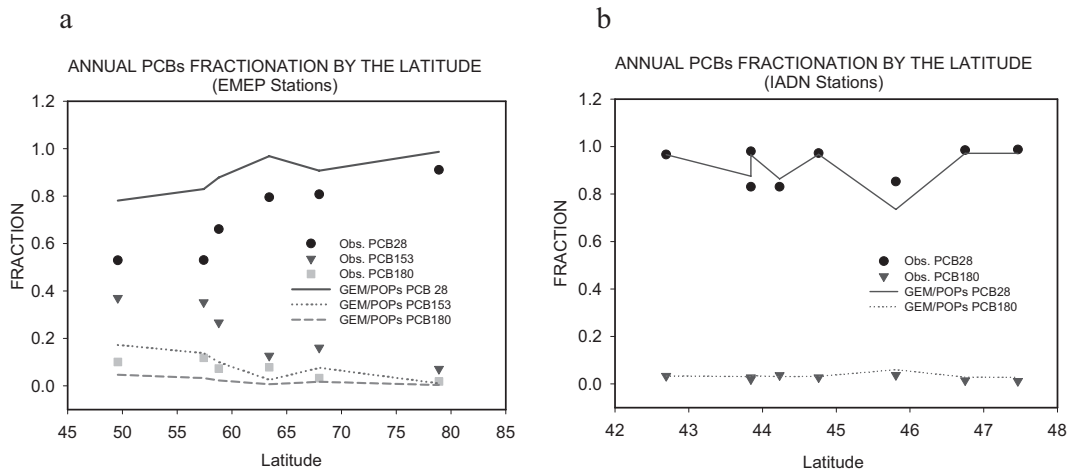 a
ANNUAL PCBs FRACTIONATION BY THE LATITUDE
(EMEP Stations)
1.2
1.0
0.8
0.6
0.4
0.2
0.0
FRACTION
Obs. PCB28
Obs. PCB153
Obs. PCB180
GEM/POPs PCB 28
GEM/POPs PCB153
GEM/POPs PCB180
45 50 55 60 65 70 75 80 85
Latitude
b
ANNUAL PCBs FRACTIONATION BY THE LATITUDE
(IADN Stations)
1.2
1.0
0.8
0.6
0.4
0.2
0.0
FRACTION
Obs. PCB28
Obs. PCB180
GEM/POPs PCB28
GEM/POPs PCB180
42 43 44 45 46 47 48
Latitude